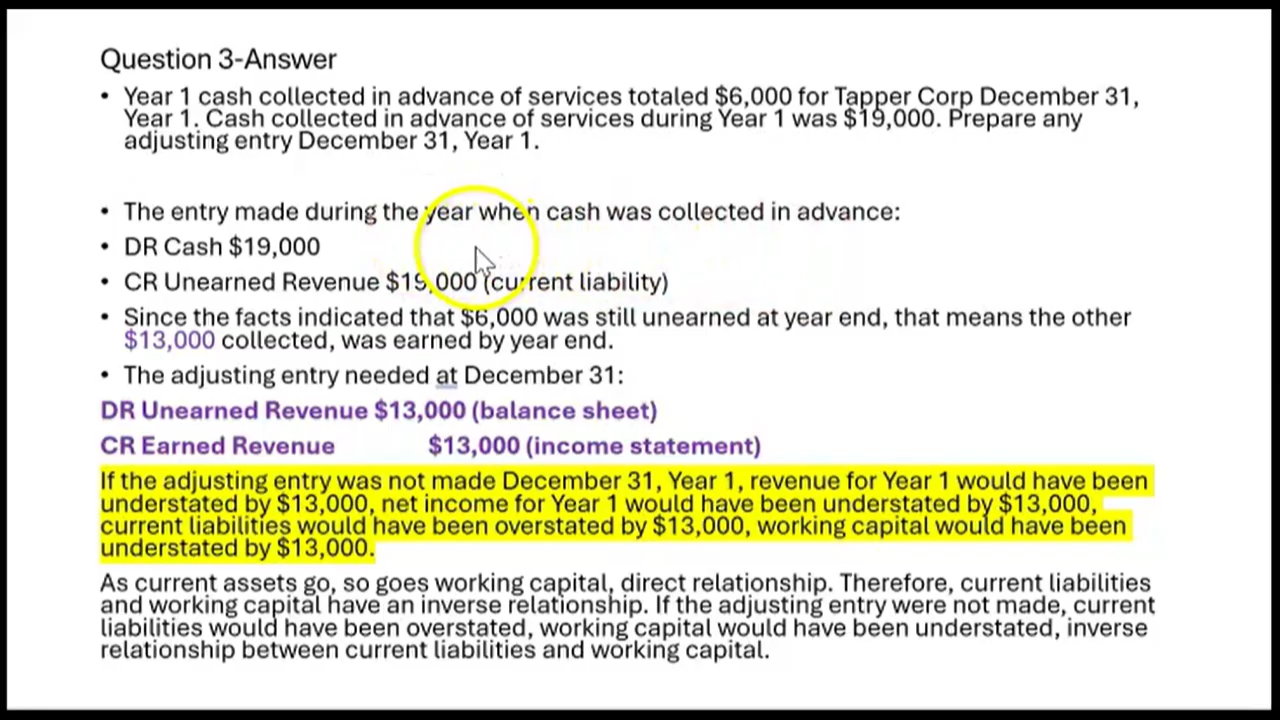 Question 3-Answer
• Year 1 cash collected in advance of services totaled $6,000 for Tapper Corp December 31,
Year 1. Cash collected in advance of services during Year 1 was $19,000. Prepare any
adjusting entry December 31, Year 1.
• The entry made during the year when cash was collected in advance:
• DR Cash $19,000
• CR Unearned Revenue $19,000 (current liability)
• Since the facts indicated that $6,000 was still unearned at year end, that means the other
$13,000 collected, was earned by year end.
• The adjusting entry needed at December 31:
DR Unearned Revenue $13,000 (balance sheet)
CR Earned Revenue $13,000 (income statement)
If the adjusting entry was not made December 31, Year 1, revenue for Year 1 would have been
understated by $13,000, net income for Year 1 would have been understated by $13,000,
current liabilities would have been overstated by $13,000, working capital would have been
understated by $13,000.
As current assets go, so goes working capital, direct relationship. Therefore, current liabilities
and working capital have an inverse relationship. If the adjusting entry were not made, current
liabilities would have been overstated, working capital would have been understated, inverse
relationship between current liabilities and working capital.